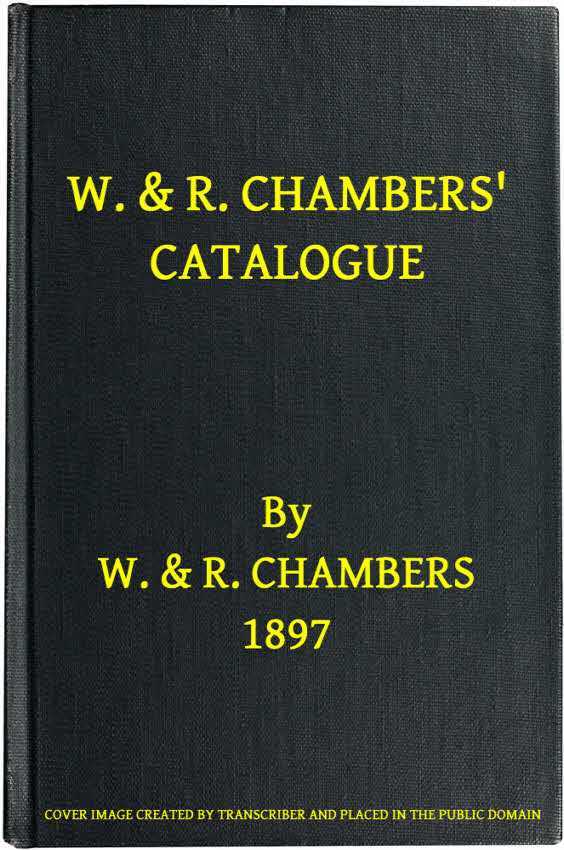 W. & R. CHAMBERS'
CATALOGUE
By
W. & R. CHAMBERS
1897
COVER IMAGE CREATED BY TRANSCRIBER AND PLACED IN THE PUBLIC DOMAIN